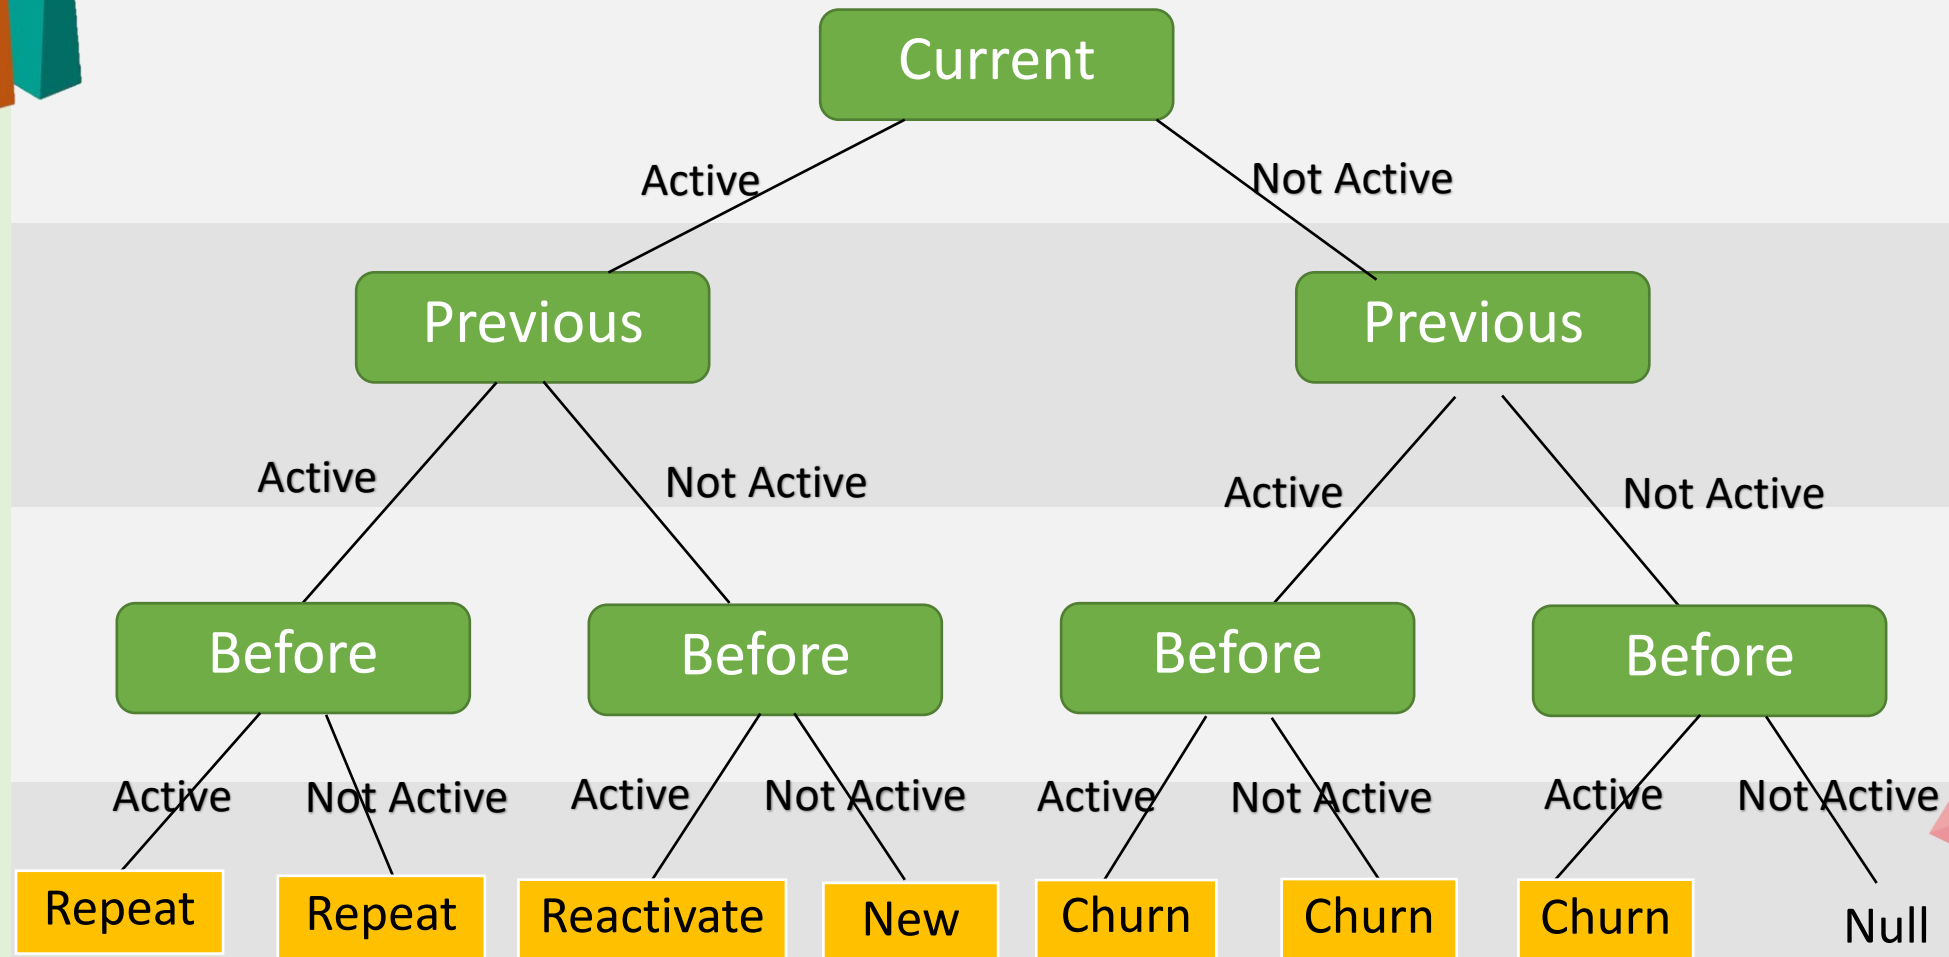 Current
Active
Not Active
Previous
Previous
Active
Not Active
Active
Not Active
Before
Before
Before
Before
Active
Not Active
Active
Not Active
Active
Not Active
Active
Not Active
Repeat
Repeat
Reactivate
New
Churn
Churn
Churn
Null